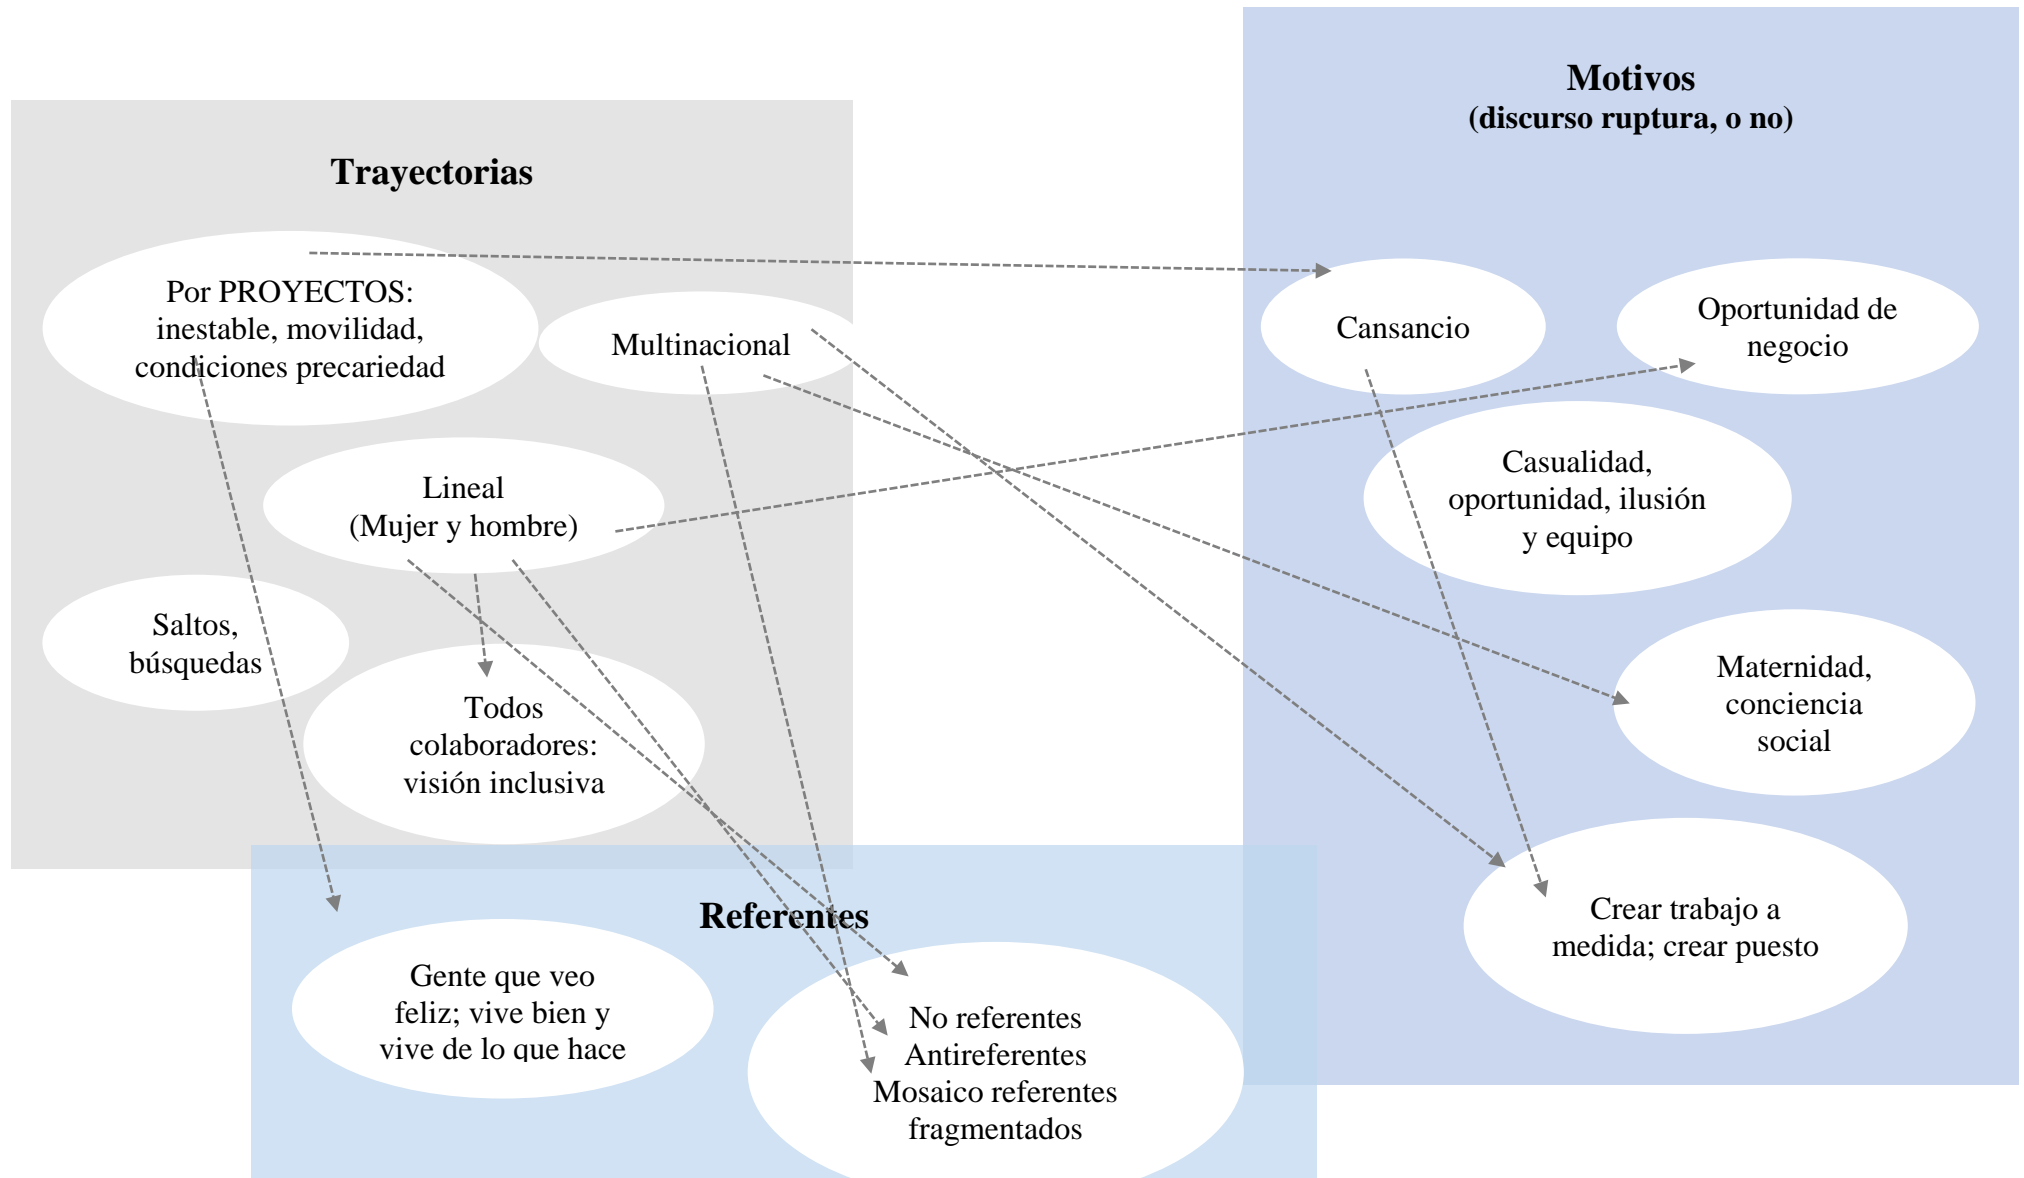 Motivos
(discurso ruptura, o no)
Trayectorias
Por PROYECTOS:
inestable, movilidad,
condiciones precariedad
Multinacional
Lineal
(Mujer y hombre)
Saltos,
búsquedas
Todos
colaboradores:
visión inclusiva
Cansancio
Oportunidad de
negocio
Casualidad,
oportunidad, ilusión
y equipo
Maternidad,
conciencia
social
Crear trabajo a
medida; crear puesto
Referentes
Gente que veo
feliz; vive bien y
vive de lo que hace
No referentes
Antireferentes
Mosaico referentes
fragmentados